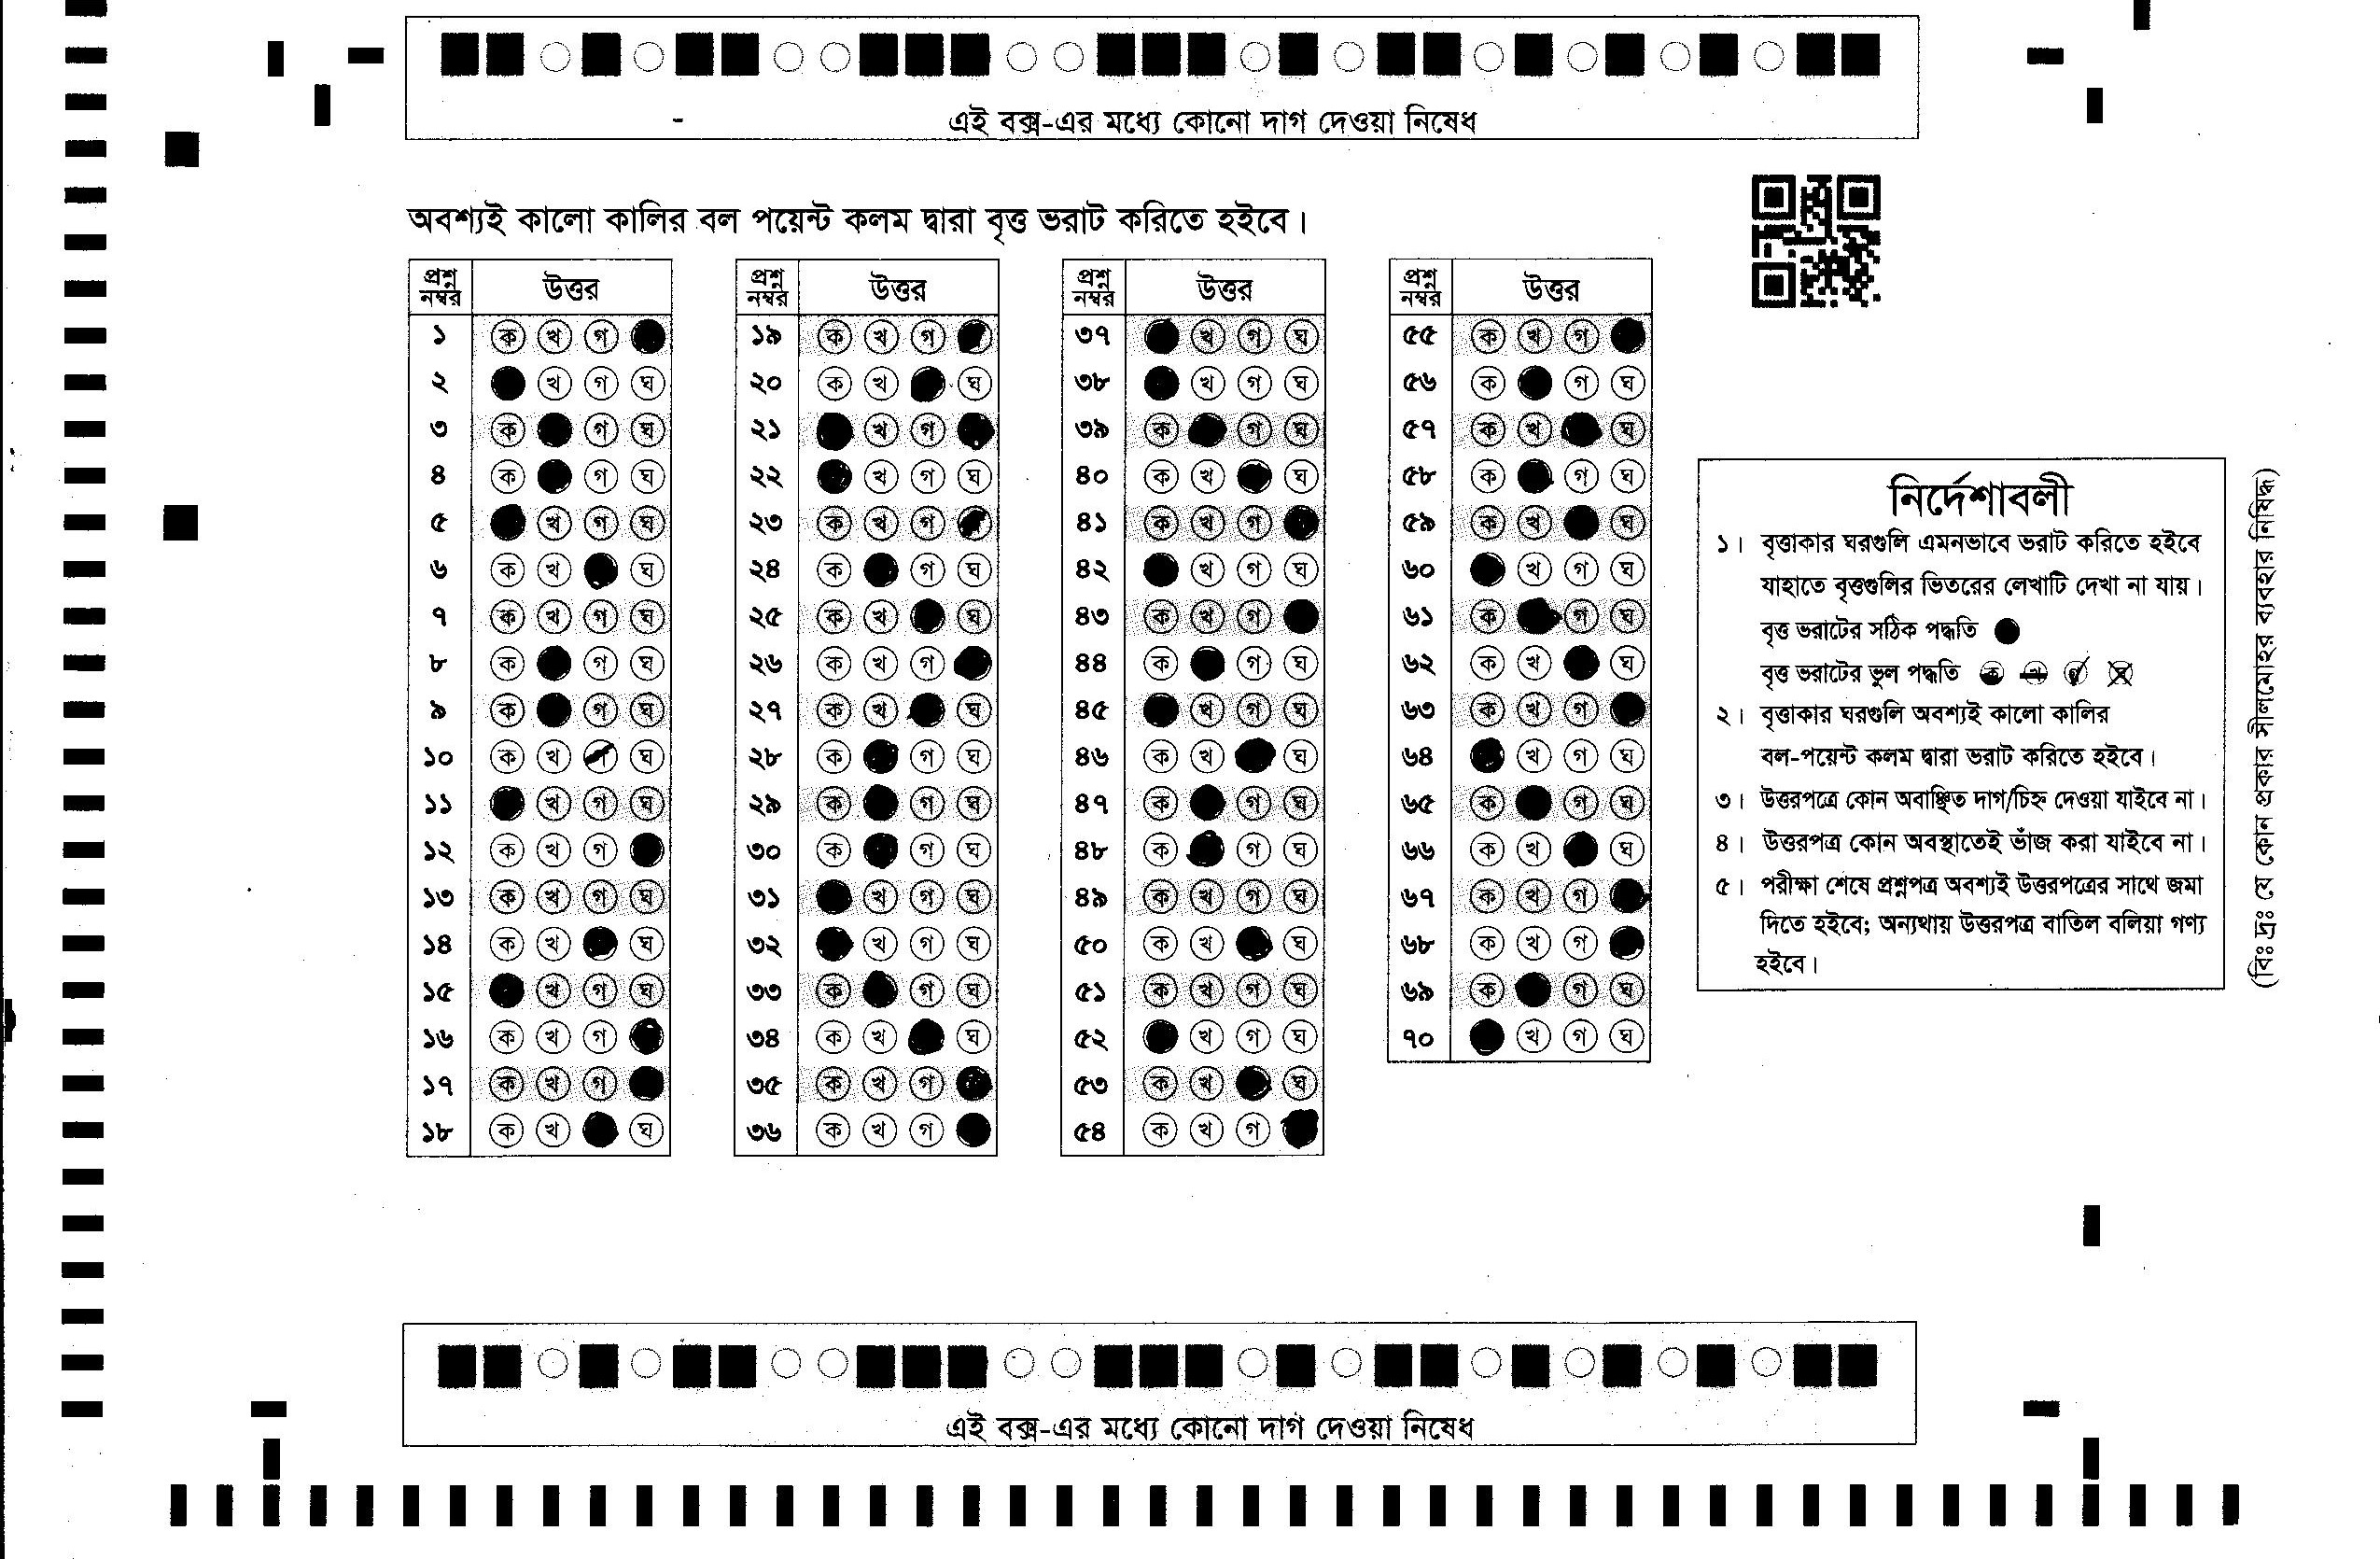 এই বক্স-এর মধ্যে কোনো দাগ দেওয়া নিষেধ
অবশ্যই কালো কালির বল পয়েন্ট কলম দ্বারা বৃত্ত ভরাট করিতে হইবে।
প্রশ্ন নম্বর উত্তর
১ ক খ গ
২ খ গ ঘ
৩ ক গ ঘ
৪ ক গ ঘ
৫ খ গ ঘ
৬ ক খ ঘ
৭ ক খ গ ঘ
৮ ক গ ঘ
৯ ক গ ঘ
১০ ক খ গ ঘ
১১ খ গ ঘ
১২ ক খ গ
১৩ ক খ গ ঘ
১৪ ক খ ঘ
১৫ খ গ ঘ
১৬ ক খ গ
১৭ ক খ গ
১৮ ক খ ঘ
প্রশ্ন নম্বর উত্তর
১৯ ক খ গ
২০ ক খ ঘ
২১ খ গ
২২ খ গ ঘ
২৩ ক খ গ
২৪ ক গ ঘ
২৫ ক খ ঘ
২৬ ক খ গ
২৭ ক খ ঘ
২৮ ক গ ঘ
২৯ ক গ ঘ
৩০ ক গ ঘ
৩১ খ গ ঘ
৩২ খ গ ঘ
৩৩ ক গ ঘ
৩৪ ক খ ঘ
৩৫ ক খ গ
৩৬ ক খ গ
প্রশ্ন নম্বর উত্তর
৩৭ খ গ ঘ
৩৮ খ গ ঘ
৩৯ ক গ ঘ
৪০ ক খ ঘ
৪১ ক খ গ
৪২ খ গ ঘ
৪৩ ক খ গ
৪৪ ক গ ঘ
৪৫ খ গ ঘ
৪৬ ক খ ঘ
৪৭ ক গ ঘ
৪৮ ক গ ঘ
৪৯ ক খ গ ঘ
৫০ ক খ ঘ
৫১ ক খ গ ঘ
৫২ খ গ ঘ
৫৩ ক খ ঘ
৫৪ ক খ গ
প্রশ্ন নম্বর উত্তর
৫৫ ক খ গ
৫৬ ক গ ঘ
৫৭ ক খ ঘ
৫৮ ক গ ঘ
৫৯ ক খ ঘ
৬০ খ গ ঘ
৬১ ক গ ঘ
৬২ ক খ ঘ
৬৩ ক খ গ
৬৪ খ গ ঘ
৬৫ ক গ ঘ
৬৬ ক খ ঘ
৬৭ ক খ গ
৬৮ ক খ গ
৬৯ ক গ ঘ
৭০ খ গ ঘ
নির্দেশাবলী
১। বৃত্তাকার ঘরগুলি এমনভাবে ভরাট করিতে হইবে
যাহাতে বৃত্তগুলির ভিতরের লেখাটি দেখা না যায়।
বৃত্ত ভরাটের সঠিক পদ্ধতি
বৃত্ত ভরাটের ভুল পদ্ধতি ক খ গ ঘ
২। বৃত্তাকার ঘরগুলি অবশ্যই কালো কালির
বল-পয়েন্ট কলম দ্বারা ভরাট করিতে হইবে।
৩। উত্তরপত্রে কোন অবাঞ্ছিত দাগ/চিহ্ন দেওয়া যাইবে না।
৪। উত্তরপত্র কোন অবস্থাতেই ভাঁজ করা যাইবে না।
৫। পরীক্ষা শেষে প্রশ্নপত্র অবশ্যই উত্তরপত্রের সাথে জমা
দিতে হইবে; অন্যথায় উত্তরপত্র বাতিল বলিয়া গণ্য
হইবে।
(বিঃ দ্রঃ যে কোন প্রকার সীলমোহর ব্যবহার নিষিদ্ধ)
এই বক্স-এর মধ্যে কোনো দাগ দেওয়া নিষেধ